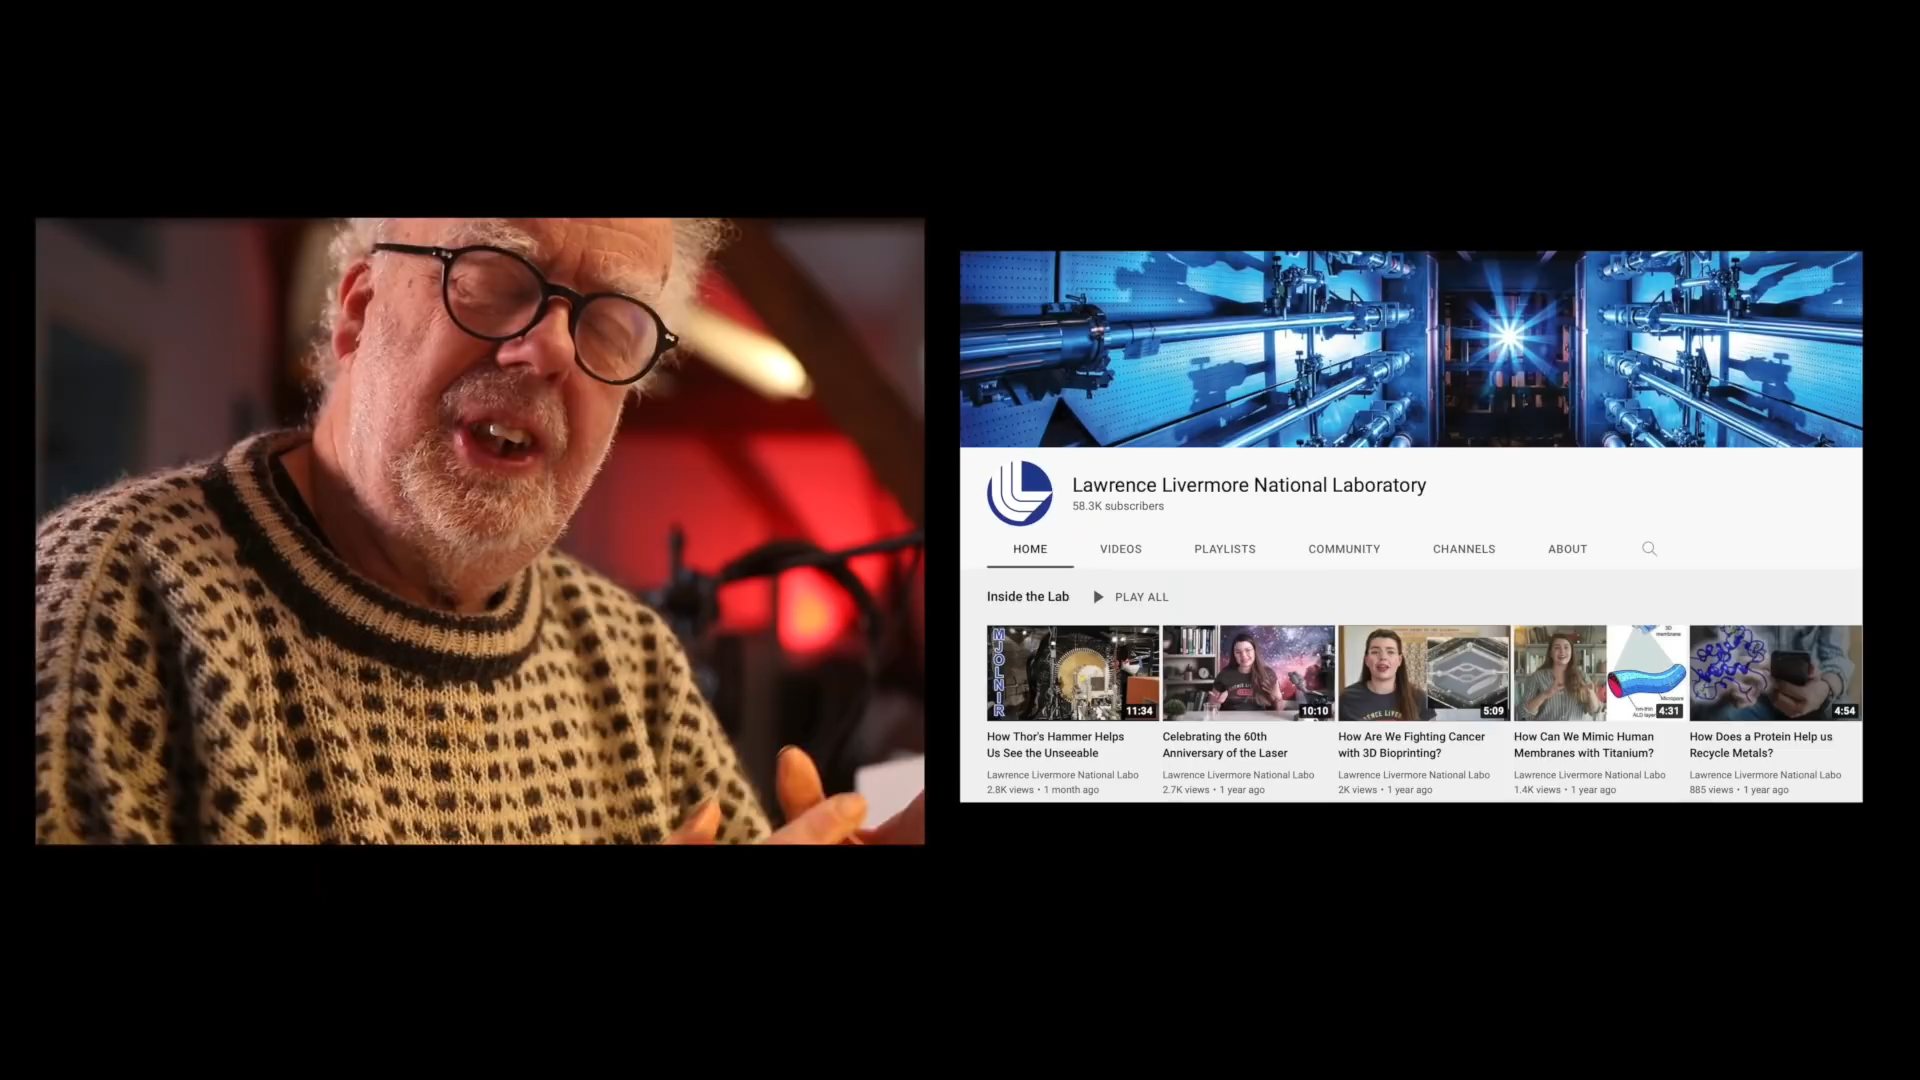 Lawrence Livermore National Laboratory
58.3K subscribers
HOME VIDEOS PLAYLISTS COMMUNITY CHANNELS ABOUT
Inside the Lab PLAY ALL
MJOLNIR
11:34
10:10
5:09
3D
membrane
4:31
4:54
How Thor's Hammer Helps
Us See the Unseeable
Lawrence Livermore National Labo
2.8K views • 1 month ago
Celebrating the 60th
Anniversary of the Laser
Lawrence Livermore National Labo
2.7K views • 1 year ago
How Are We Fighting Cancer
with 3D Bioprinting?
Lawrence Livermore National Labo
2K views • 1 year ago
How Can We Mimic Human
Membranes with Titanium?
Lawrence Livermore National Labo
1.4K views • 1 year ago
How Does a Protein Help us
Recycle Metals?
Lawrence Livermore National Labo
885 views • 1 year ago